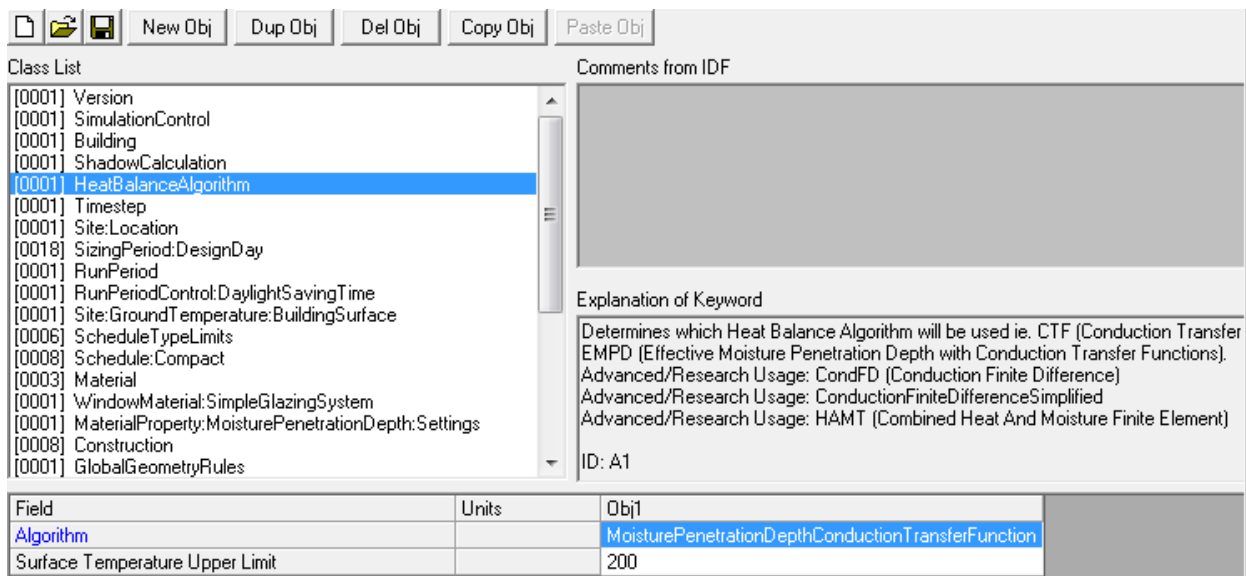 New Obj Dup Obj Del Obj Copy Obj Paste Obj
Class List
[0001] Version
[0001] SimulationControl
[0001] Building
[0001] ShadowCalculation
[0001] HeatBalanceAlgorithm
[0001] Timestep
[0001] Site:Location
[0018] SizingPeriod:DesignDay
[0001] RunPeriod
[0001] RunPeriodControl:DaylightSavingTime
[0001] Site:GroundTemperature:BuildingSurface
[0006] ScheduleTypeLimits
[0008] Schedule:Compact
[0003] Material
[0001] WindowMaterial:SimpleGlazingSystem
[0001] MaterialProperty:MoisturePenetrationDepth:Settings
[0008] Construction
[0001] GlobalGeometryRules
Comments from IDF
Explanation of Keyword
Determines which Heat Balance Algorithm will be used ie. CTF (Conduction Transfer
EMPD (Effective Moisture Penetration Depth with Conduction Transfer Functions).
Advanced/Research Usage: CondFD (Conduction Finite Difference)
Advanced/Research Usage: ConductionFiniteDifferenceSimplified
Advanced/Research Usage: HAMT (Combined Heat And Moisture Finite Element)
ID: A1
Field Units Obj1
Algorithm MoisturePenetrationDepthConductionTransferFunction
Surface Temperature Upper Limit 200